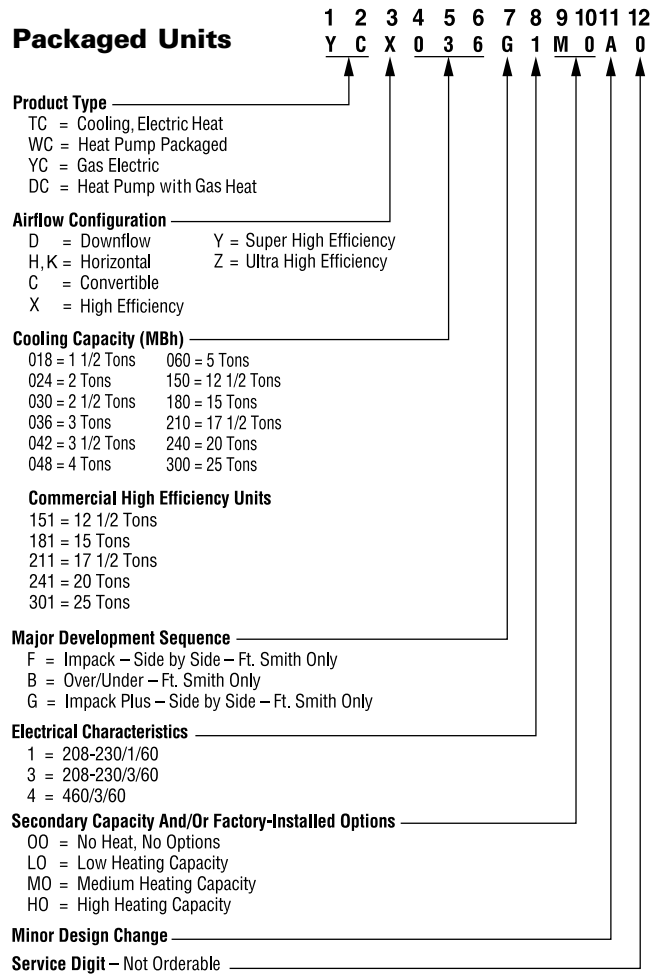 Packaged Units
1 2 3 4 5 6 7 8 9 10 11 12
Y C X 0 3 6 G 1 M 0 A 0
Product Type
TC = Cooling, Electric Heat
WC = Heat Pump Packaged
YC = Gas Electric
DC = Heat Pump with Gas Heat
Airflow Configuration
D = Downflow
H, K = Horizontal
C = Convertible
X = High Efficiency
Y = Super High Efficiency
Z = Ultra High Efficiency
Cooling Capacity (MBh)
018 = 1 1/2 Tons
024 = 2 Tons
030 = 2 1/2 Tons
036 = 3 Tons
042 = 3 1/2 Tons
048 = 4 Tons
060 = 5 Tons
150 = 12 1/2 Tons
180 = 15 Tons
210 = 17 1/2 Tons
240 = 20 Tons
300 = 25 Tons
Commercial High Efficiency Units
151 = 12 1/2 Tons
181 = 15 Tons
211 = 17 1/2 Tons
241 = 20 Tons
301 = 25 Tons
Major Development Sequence
F = Impack – Side by Side – Ft. Smith Only
B = Over/Under – Ft. Smith Only
G = Impack Plus – Side by Side – Ft. Smith Only
Electrical Characteristics
1 = 208-230/1/60
3 = 208-230/3/60
4 = 460/3/60
Secondary Capacity And/Or Factory-Installed Options
OO = No Heat, No Options
LO = Low Heating Capacity
MO = Medium Heating Capacity
HO = High Heating Capacity
Minor Design Change
Service Digit – Not Orderable